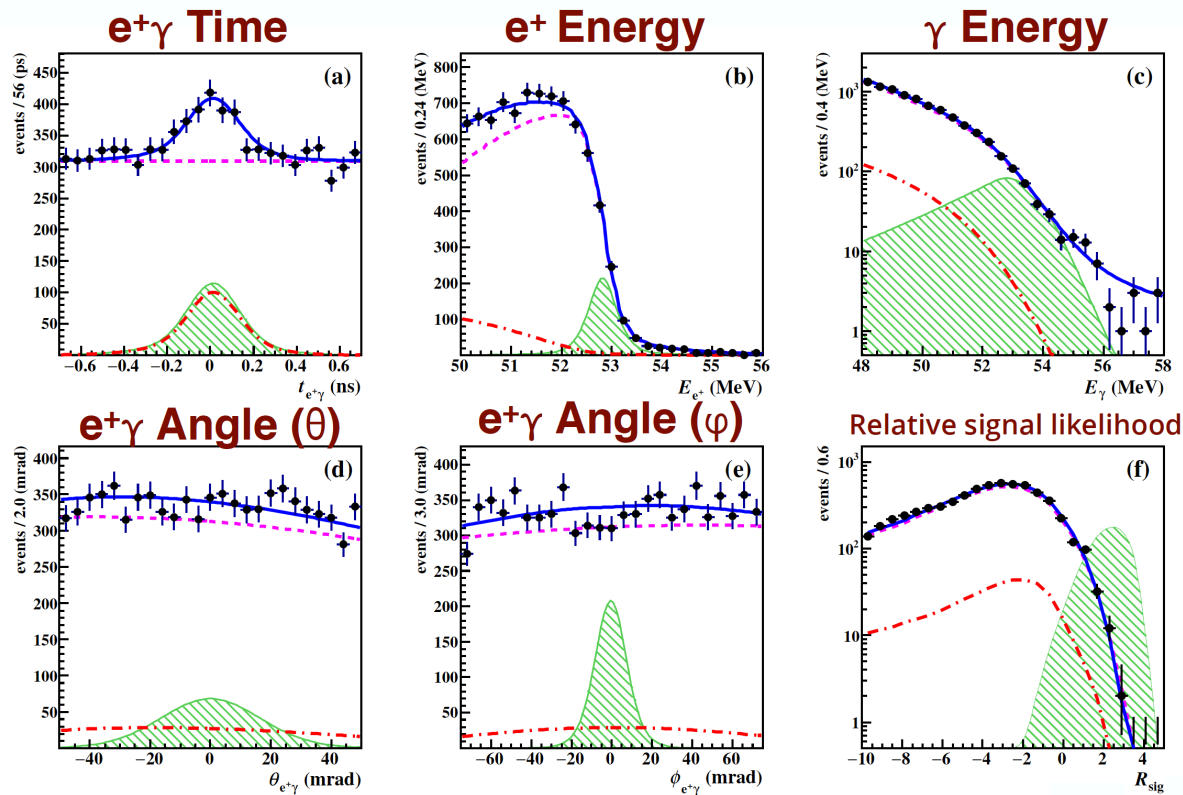 e⁺γ Time
e⁺ Energy
γ Energy
(a)
events / 56 (ps)
450
400
350
300
250
200
150
100
50
−0.6 −0.4 −0.2 0 0.2 0.4 0.6
t e⁺γ (ns)
(b)
events / 0.24 (MeV)
800
700
600
500
400
300
200
100
50 51 52 53 54 55 56
E e⁺ (MeV)
(c)
events / 0.4 (MeV)
10³
10²
10
1
48 50 52 54 56 58
Eγ (MeV)
e⁺γ Angle (θ)
e⁺γ Angle (φ)
Relative signal likelihood
(d)
events / 2.0 (mrad)
400
350
300
250
200
150
100
50
−40 −20 0 20 40
θ e⁺γ (mrad)
(e)
events / 3.0 (mrad)
400
350
300
250
200
150
100
50
−60 −40 −20 0 20 40 60
ϕ e⁺γ (mrad)
(f)
events / 0.6
10³
10²
10
1
−10 −8 −6 −4 −2 0 2 4
R sig